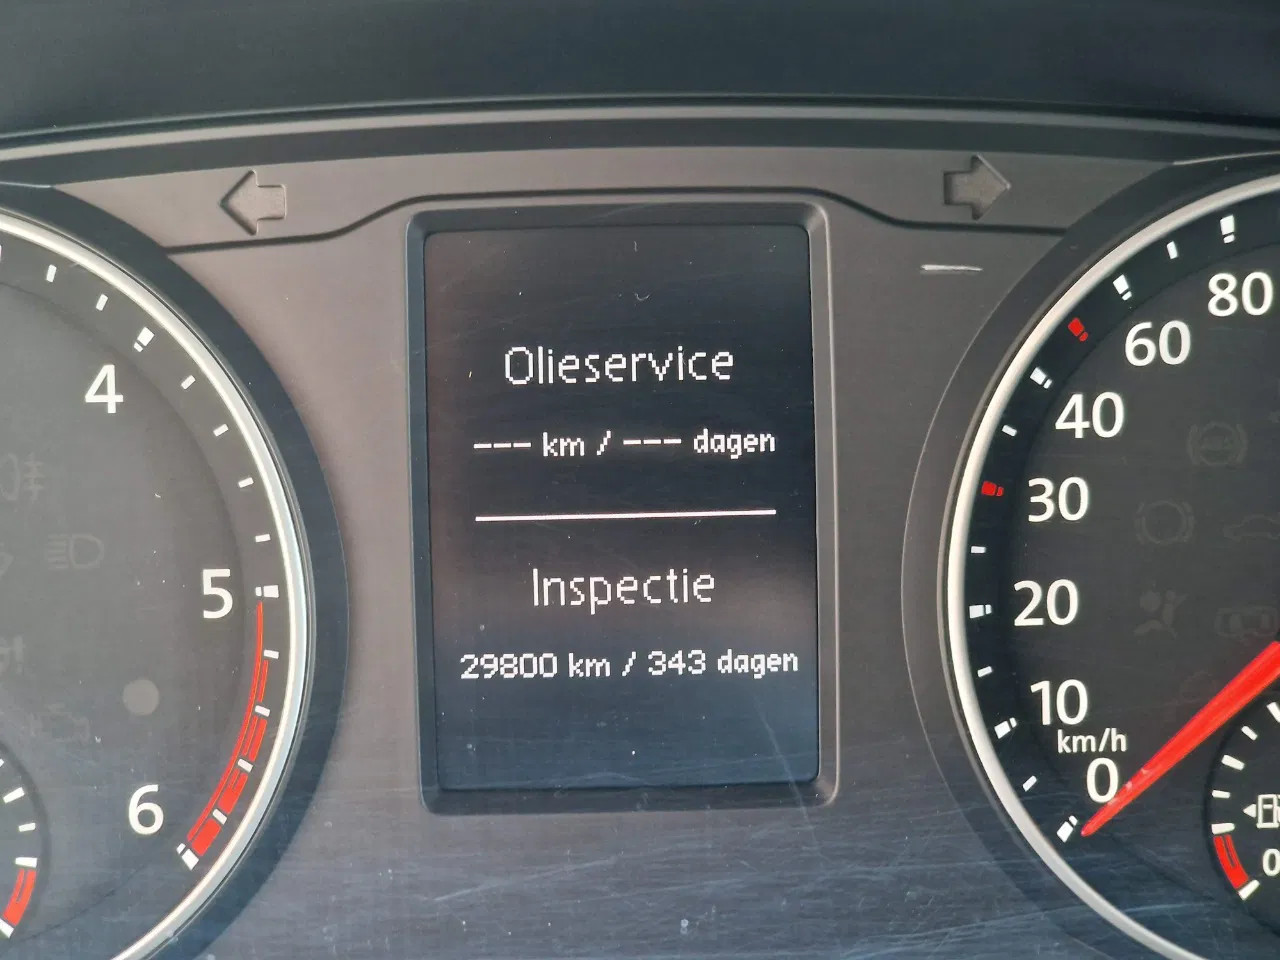 Olieservice
--- km / --- dagen
Inspectie
29800 km / 343 dagen
4
5
6
80
60
40
30
20
10
km/h
0
0